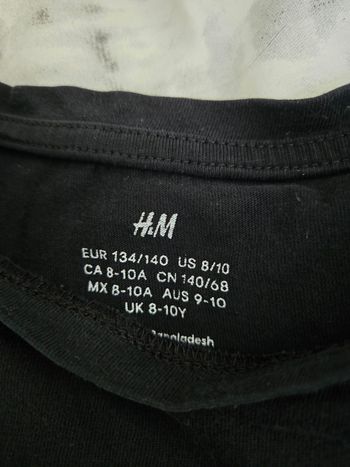 H&M
EUR 134/140 US 8/10
CA 8-10A CN 140/68
MX 8-10A AUS 9-10
UK 8-10Y
Bangladesh